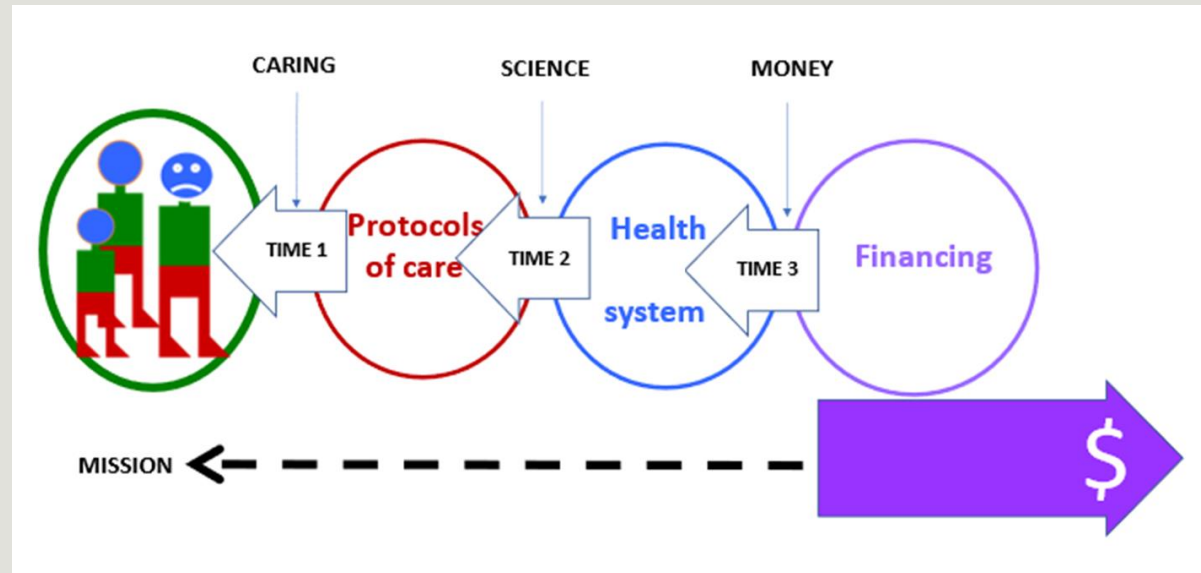 CARING
SCIENCE
MONEY
TIME 1
Protocols
of care
TIME 2
Health
system
TIME 3
Financing
MISSION
$